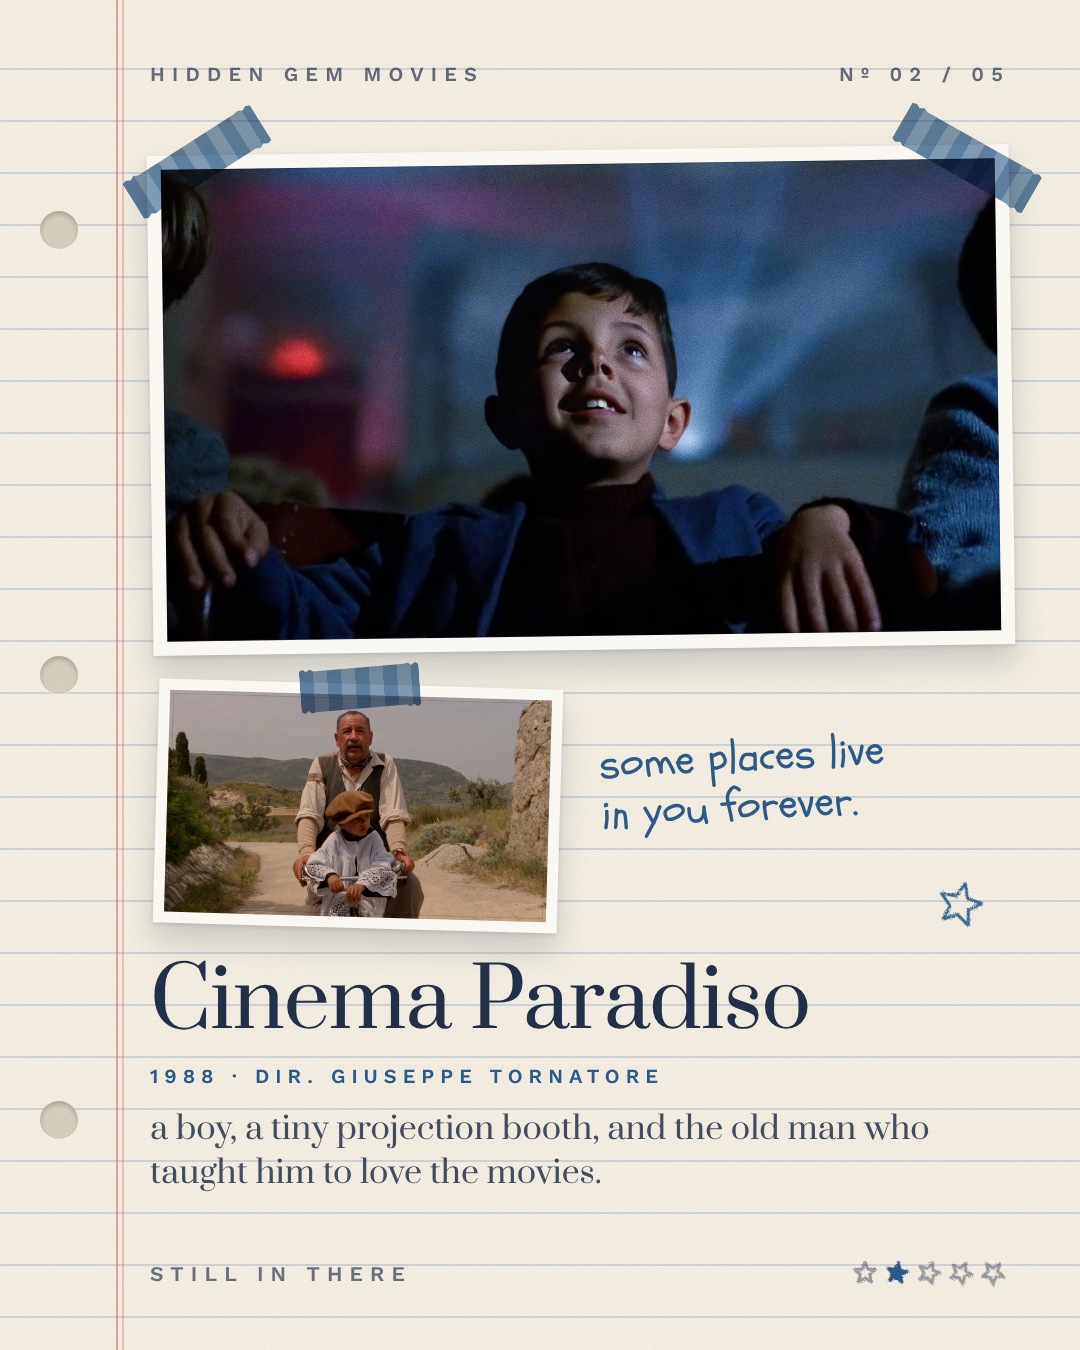 HIDDEN GEM MOVIES
Nº 02 / 05
some places live
in you forever.
Cinema Paradiso
1988 · DIR. GIUSEPPE TORNATORE
a boy, a tiny projection booth, and the old man who
taught him to love the movies.
STILL IN THERE